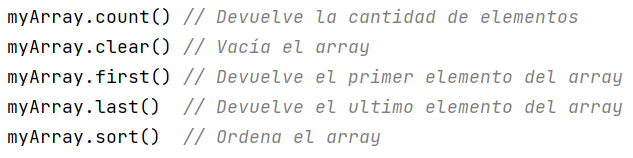 myArray.count() // Devuelve la cantidad de elementos
myArray.clear() // Vacía el array
myArray.first() // Devuelve el primer elemento del array
myArray.last()  // Devuelve el ultimo elemento del array
myArray.sort()  // Ordena el array